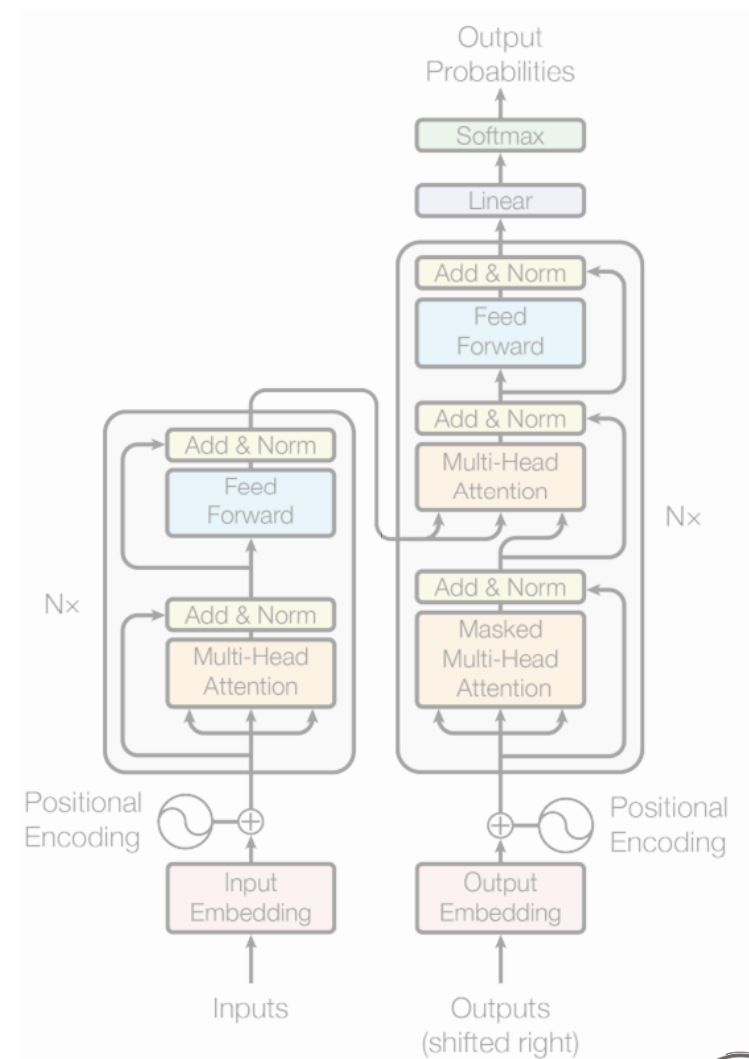 Output
Probabilities
Softmax
Linear
Add & Norm
Feed
Forward
Add & Norm
Multi-Head
Attention
N×
Add & Norm
Masked
Multi-Head
Attention
Add & Norm
Feed
Forward
N×
Add & Norm
Multi-Head
Attention
Positional
Encoding
Positional
Encoding
Input
Embedding
Output
Embedding
Inputs
Outputs
(shifted right)